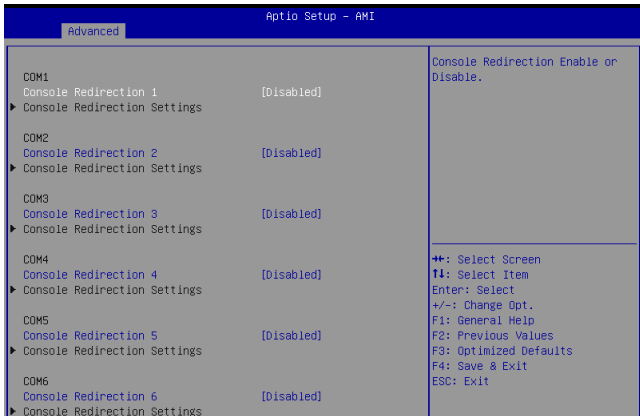 Aptio Setup – AMI
Advanced
COM1
Console Redirection 1 [Disabled]
Console Redirection Settings
COM2
Console Redirection 2 [Disabled]
Console Redirection Settings
COM3
Console Redirection 3 [Disabled]
Console Redirection Settings
COM4
Console Redirection 4 [Disabled]
Console Redirection Settings
COM5
Console Redirection 5 [Disabled]
Console Redirection Settings
COM6
Console Redirection 6 [Disabled]
Console Redirection Settings
Console Redirection Enable or
Disable.
→←: Select Screen
↑↓: Select Item
Enter: Select
+/-: Change Opt.
F1: General Help
F2: Previous Values
F3: Optimized Defaults
F4: Save & Exit
ESC: Exit